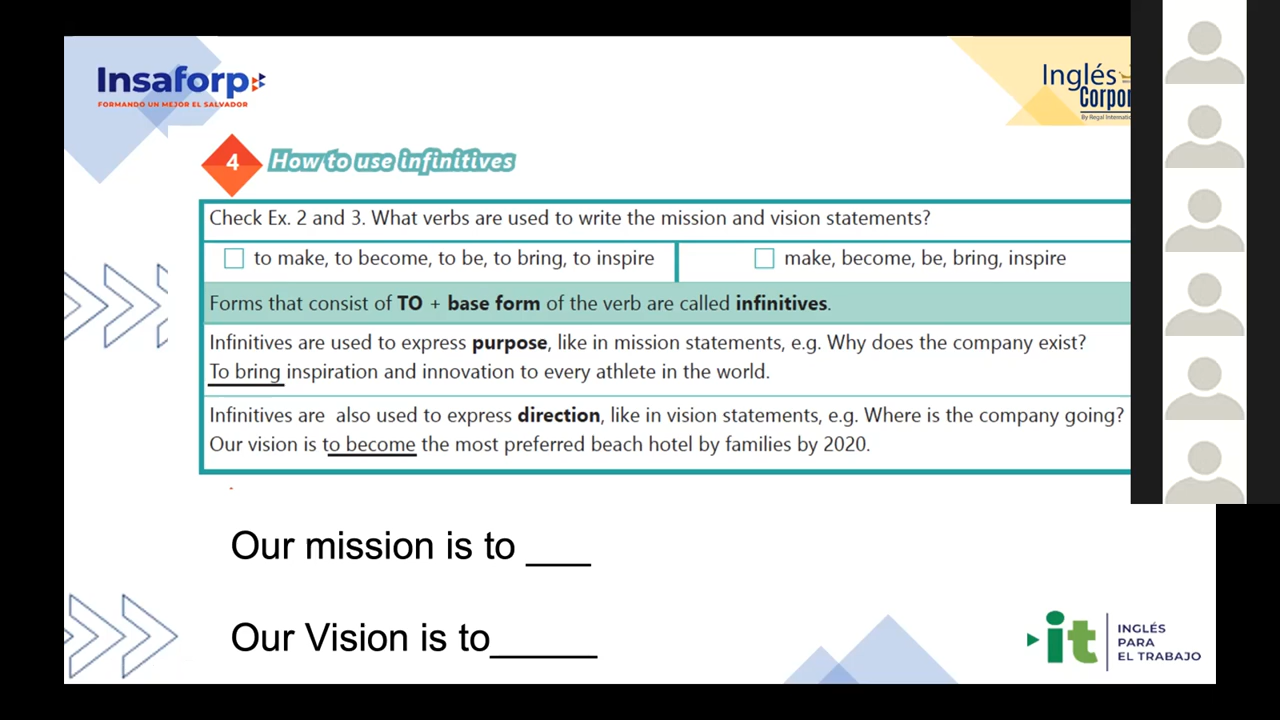 Insaforp
FORMANDO UN MEJOR EL SALVADOR
Inglés
By Regal
4 How to use infinitives
Check Ex. 2 and 3. What verbs are used to write the mission and vision statements?
to make, to become, to be, to bring, to inspire
make, become, be, bring, inspire
Forms that consist of TO + base form of the verb are called infinitives.
Infinitives are used to express purpose, like in mission statements, e.g. Why does the company exist?
To bring inspiration and innovation to every athlete in the world.
Infinitives are also used to express direction, like in vision statements, e.g. Where is the company going?
Our vision is to become the most preferred beach hotel by families by 2020.
Our mission is to ___
Our Vision is to_____
it
INGLÉS
PARA
EL TRABAJO